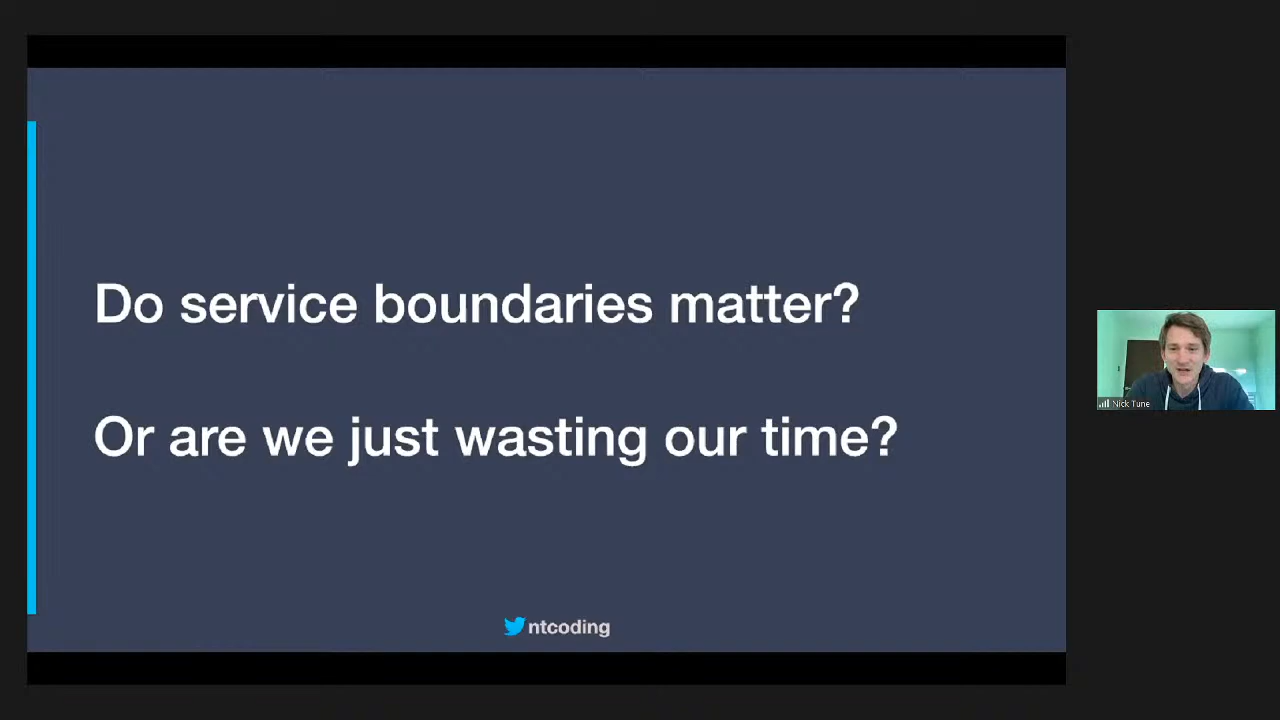 Do service boundaries matter?
Or are we just wasting our time?
ntcoding
Nick Tune